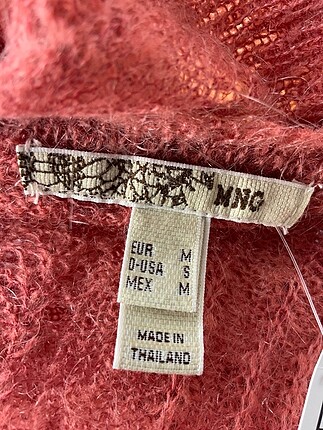 MNG
EUR M
D-USA S
MEX M
MADE IN
THAILAND